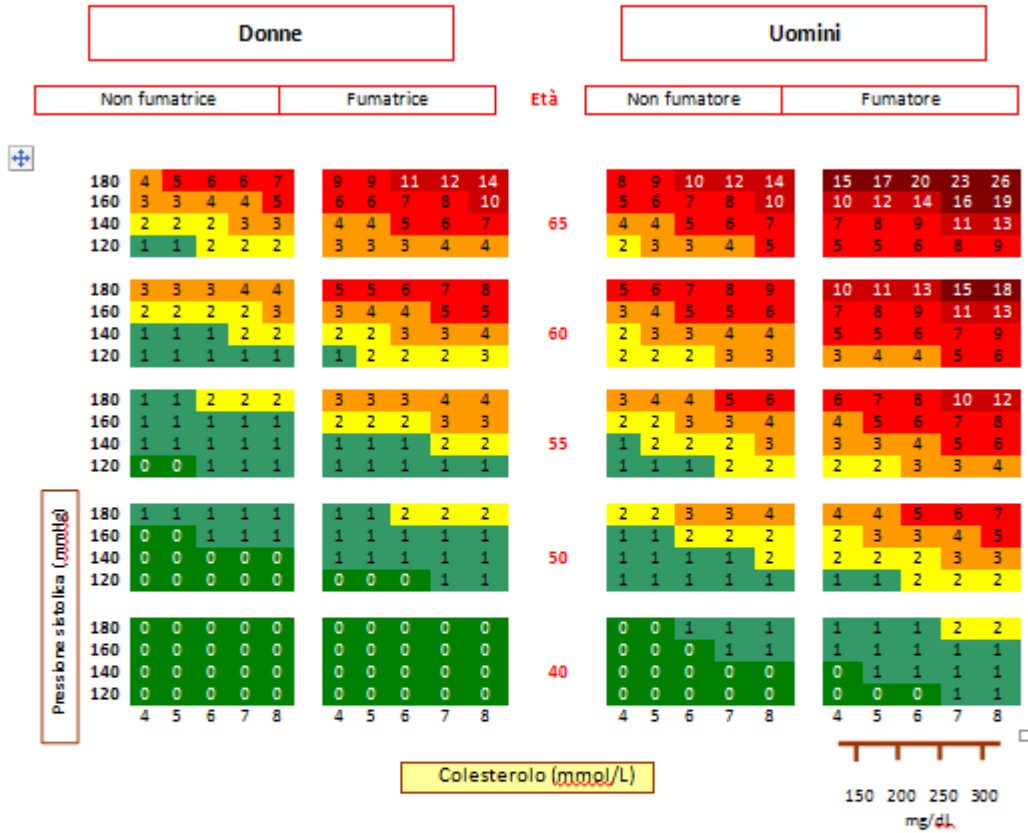 Donne Uomini
Non fumatrice Fumatrice Età Non fumatore Fumatore
180 4 5 6 6 7 9 9 11 12 14 8 9 10 12 14 15 17 20 23 26
160 3 3 4 4 5 6 6 7 8 10 5 6 7 8 10 10 12 14 16 19
65
140 2 2 2 3 3 4 4 5 6 7 4 4 5 6 7 7 8 9 11 13
120 1 1 2 2 2 3 3 3 4 4 2 3 3 4 5 5 5 6 8 9
180 3 3 3 4 4 5 5 6 7 8 5 6 7 8 9 10 11 13 15 18
160 2 2 2 2 3 3 4 4 5 5 3 4 5 5 6 7 8 9 11 13
60
140 1 1 1 2 2 2 2 3 3 4 2 3 3 4 4 5 5 6 7 9
120 1 1 1 1 1 1 2 2 2 3 2 2 2 3 3 3 4 4 5 6
180 1 1 2 2 2 3 3 3 4 4 3 4 4 5 6 6 7 8 10 12
160 1 1 1 1 1 2 2 2 3 3 2 2 3 3 4 4 5 6 7 8
55
140 1 1 1 1 1 1 1 1 2 2 1 2 2 2 3 3 3 4 5 6
120 0 0 1 1 1 1 1 1 1 1 1 1 1 2 2 2 2 3 3 4
180 1 1 1 1 1 1 1 2 2 2 2 2 3 3 4 4 4 5 6 7
160 0 0 1 1 1 1 1 1 1 1 1 1 2 2 2 2 3 3 4 5
50
140 0 0 0 0 0 1 1 1 1 1 1 1 1 1 2 2 2 2 3 3
120 0 0 0 0 0 0 0 0 1 1 1 1 1 1 1 1 1 2 2 2
180 0 0 0 0 0 0 0 0 0 0 0 0 1 1 1 1 1 1 2 2
160 0 0 0 0 0 0 0 0 0 0 0 0 0 1 1 1 1 1 1 1
40
140 0 0 0 0 0 0 0 0 0 0 0 0 0 0 0 0 1 1 1 1
120 0 0 0 0 0 0 0 0 0 0 0 0 0 0 0 0 0 0 1 1
4 5 6 7 8 4 5 6 7 8 4 5 6 7 8 4 5 6 7 8
Pressione sistolica (mmHg)
Colesterolo (mmol/L)
150 200 250 300
mg/dL